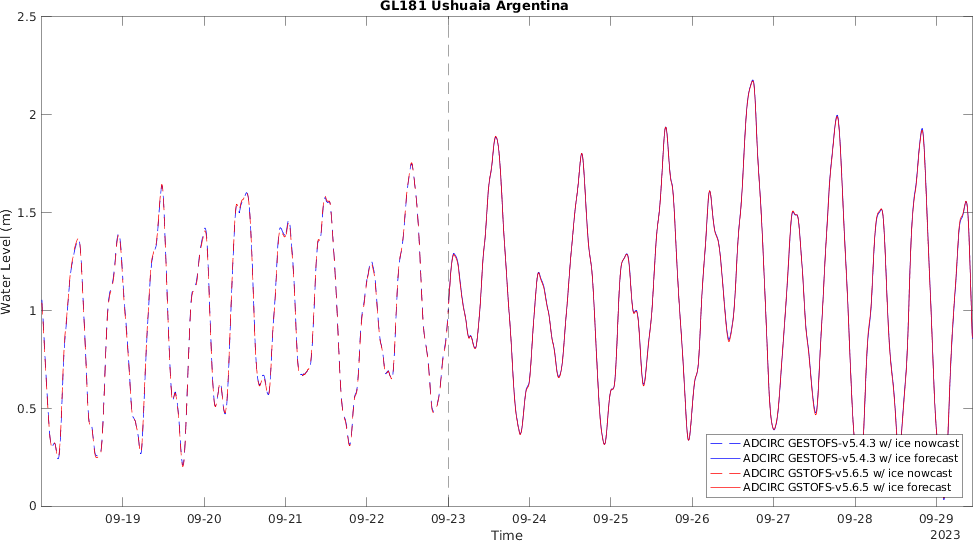 GL181 Ushuaia Argentina
2.5
2
1.5
1
0.5
0
Water Level (m)
09-19 09-20 09-21 09-22 09-23 09-24 09-25 09-26 09-27 09-28 09-29
2023
Time
ADCIRC GESTOFS-v5.4.3 w/ ice nowcast
ADCIRC GESTOFS-v5.4.3 w/ ice forecast
ADCIRC GSTOFS-v5.6.5 w/ ice nowcast
ADCIRC GSTOFS-v5.6.5 w/ ice forecast